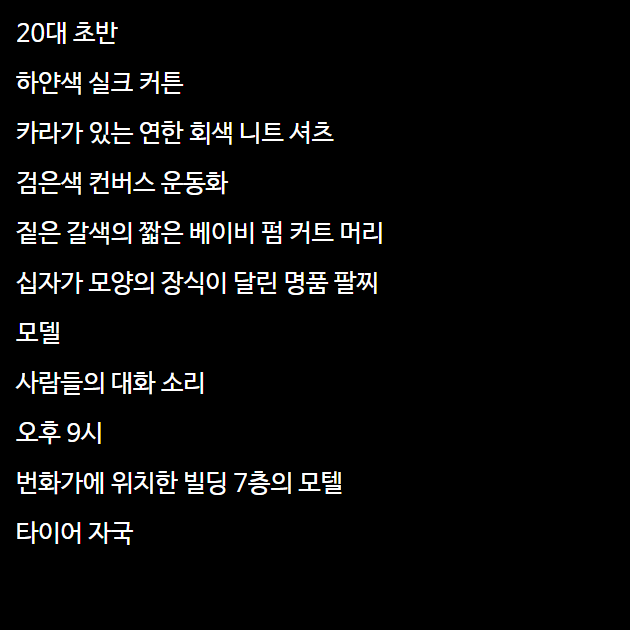 20대 초반
하얀색 실크 커튼
카라가 있는 연한 회색 니트 셔츠
검은색 컨버스 운동화
짙은 갈색의 짧은 베이비 펌 커트 머리
십자가 모양의 장식이 달린 명품 팔찌
모델
사람들의 대화 소리
오후 9시
번화가에 위치한 빌딩 7층의 모텔
타이어 자국